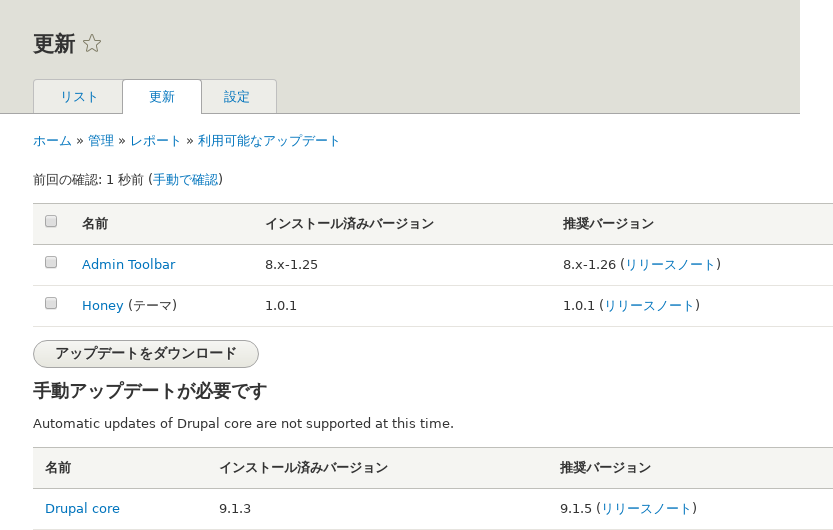 更新
リスト 更新 設定
ホーム » 管理 » レポート » 利用可能なアップデート
前回の確認: 1 秒前 (手動で確認)
名前 インストール済みバージョン 推奨バージョン
Admin Toolbar 8.x-1.25 8.x-1.26 (リリースノート)
Honey (テーマ) 1.0.1 1.0.1 (リリースノート)
アップデートをダウンロード
手動アップデートが必要です
Automatic updates of Drupal core are not supported at this time.
名前 インストール済みバージョン 推奨バージョン
Drupal core 9.1.3 9.1.5 (リリースノート)